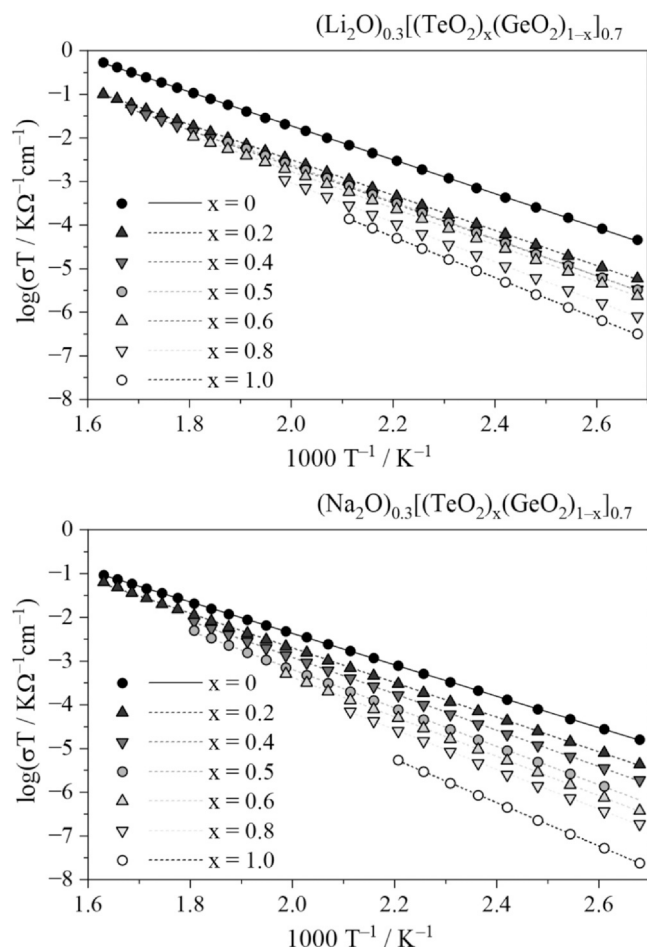 (Li₂O)₀.₃[(TeO₂)ₓ(GeO₂)₁₋ₓ]₀.₇
0
−1
−2
−3
−4
−5
−6
−7
−8
log(σT / KΩ⁻¹cm⁻¹)
x = 0
x = 0.2
x = 0.4
x = 0.5
x = 0.6
x = 0.8
x = 1.0
1.6 1.8 2.0 2.2 2.4 2.6
1000 T⁻¹ / K⁻¹
(Na₂O)₀.₃[(TeO₂)ₓ(GeO₂)₁₋ₓ]₀.₇
0
−1
−2
−3
−4
−5
−6
−7
−8
log(σT / KΩ⁻¹cm⁻¹)
x = 0
x = 0.2
x = 0.4
x = 0.5
x = 0.6
x = 0.8
x = 1.0
1.6 1.8 2.0 2.2 2.4 2.6
1000 T⁻¹ / K⁻¹